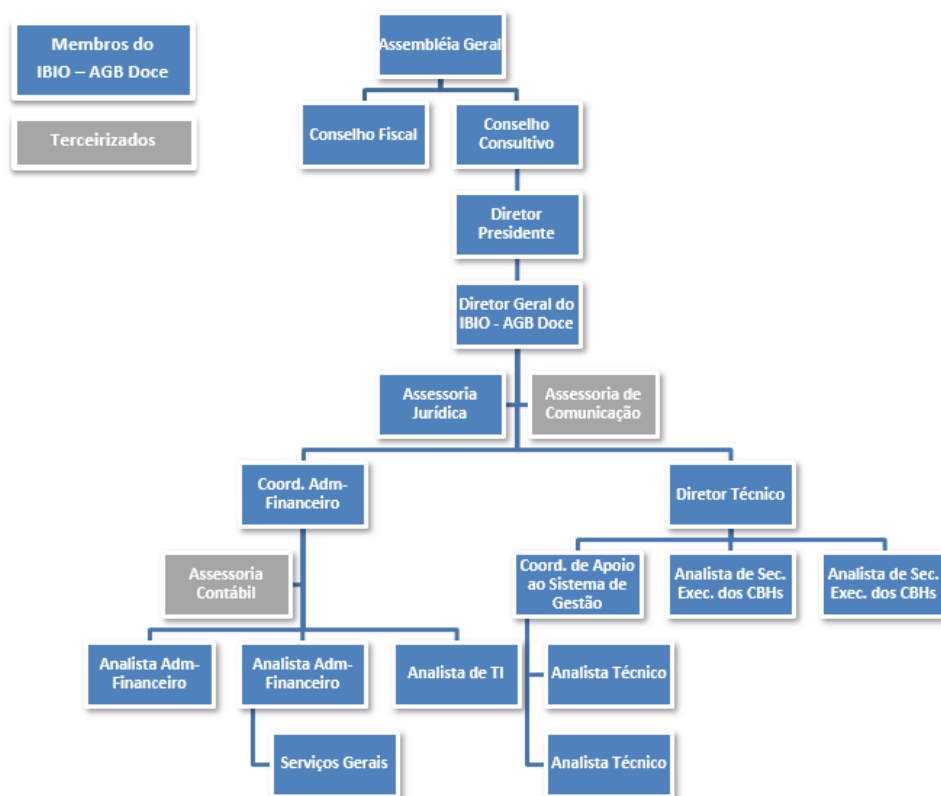 Membros do
IBIO – AGB Doce
Terceirizados
Assembléia Geral
Conselho Fiscal
Conselho
Consultivo
Diretor
Presidente
Diretor Geral do
IBIO - AGB Doce
Assessoria
Jurídica
Assessoria de
Comunicação
Coord. Adm-
Financeiro
Diretor Técnico
Assessoria
Contábil
Coord. de Apoio
ao Sistema de
Gestão
Analista de Sec.
Exec. dos CBHs
Analista de Sec.
Exec. dos CBHs
Analista Adm-
Financeiro
Analista Adm-
Financeiro
Analista de TI
Analista Técnico
Serviços Gerais
Analista Técnico